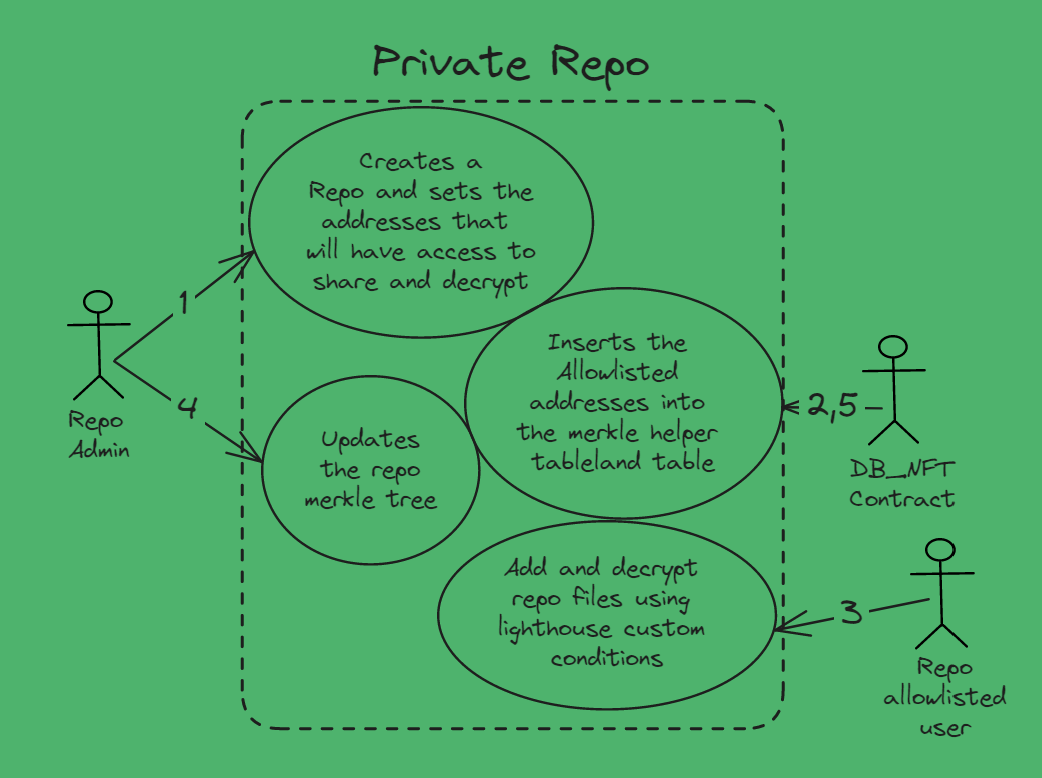 Private Repo
Creates a
Repo and sets the
addresses that
will have access to
share and decrypt
1
Repo
Admin
4
Updates
the repo
merkle tree
Inserts the
Allowlisted
addresses into
the merkle helper
tableland table
2,5
DB_NFT
Contract
Add and decrypt
repo files using
lighthouse custom
conditions
3
Repo
allowlisted
user